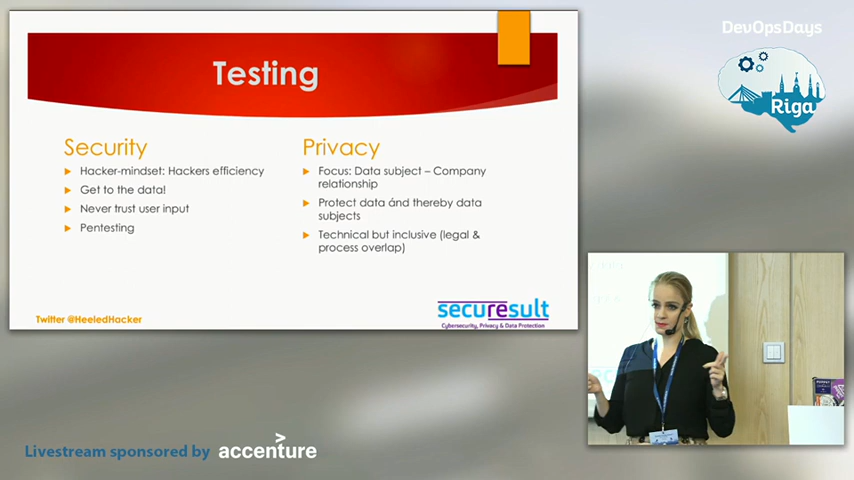 DevOpsDays
Riga
Testing
Security
Hacker-mindset: Hackers efficiency
Get to the data!
Never trust user input
Pentesting
Privacy
Focus: Data subject – Company
relationship
Protect data ánd thereby data
subjects
Technical but inclusive (legal &
process overlap)
Twitter @HeeledHacker
securesult
Cybersecurity, Privacy & Data Protection
Livestream sponsored by accenture